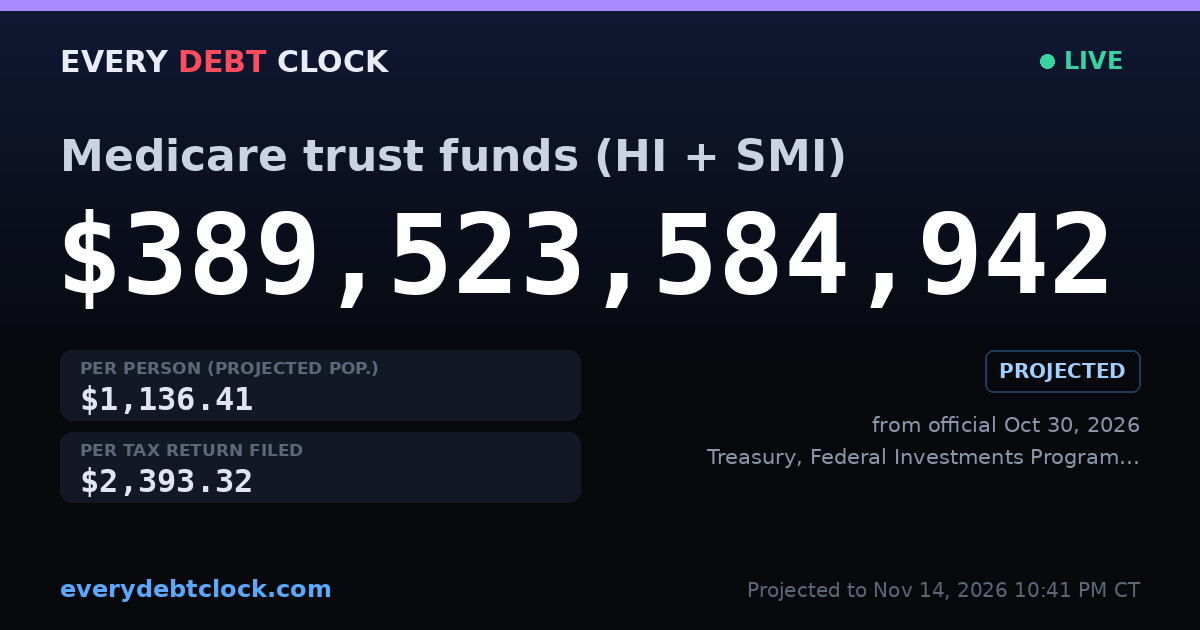 EVERY DEBT CLOCK
LIVE
Medicare trust funds (HI + SMI)
$389,523,584,942
PER PERSON (PROJECTED POP.)
$1,136.41
PER TAX RETURN FILED
$2,393.32
PROJECTED
from official Oct 30, 2026
Treasury, Federal Investments Program…
everydebtclock.com
Projected to Nov 14, 2026 10:41 PM CT